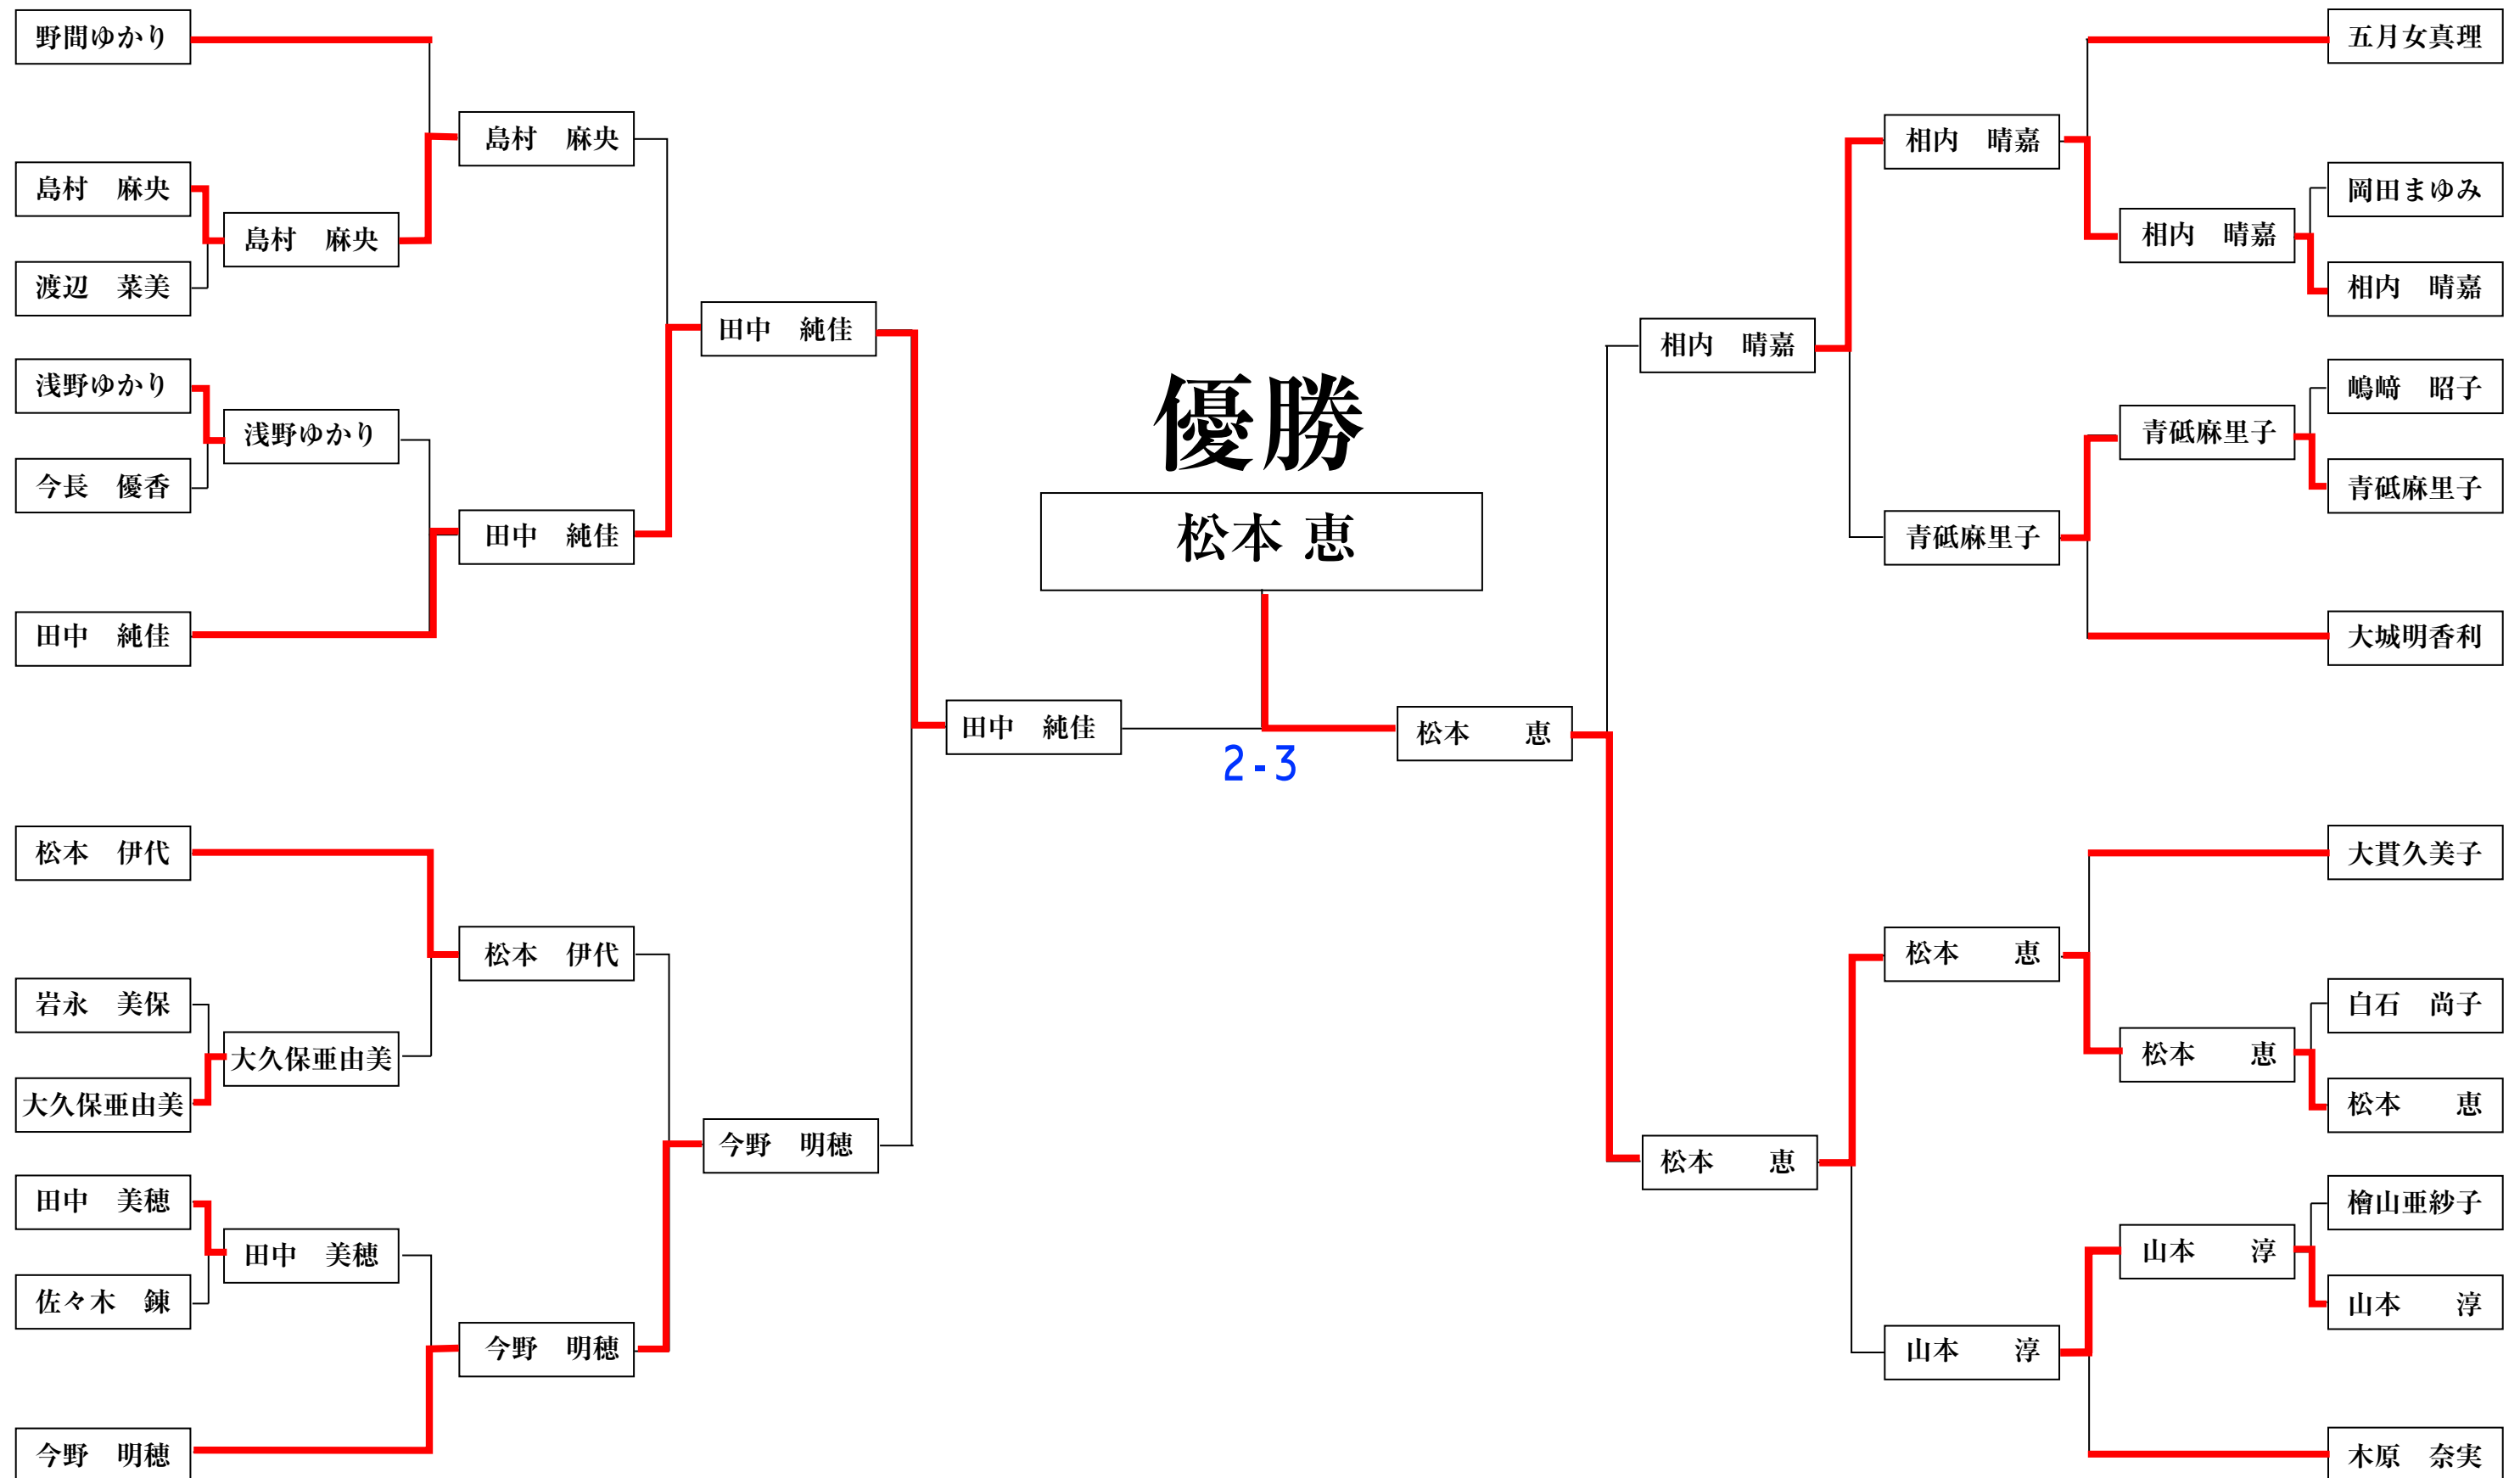 野間ゆかり
島村　麻央
渡辺　菜美
浅野ゆかり
今長　優香
田中　純佳
松本　伊代
岩永　美保
大久保亜由美
田中　美穂
佐々木　錬
今野　明穂
島村　麻央
浅野ゆかり
大久保亜由美
田中　美穂
島村　麻央
田中　純佳
松本　伊代
今野　明穂
田中　純佳
今野　明穂
田中　純佳
優勝
松本 恵
2-3
松本　　恵
相内　晴嘉
松本　　恵
相内　晴嘉
青砥麻里子
松本　　恵
山本　　淳
相内　晴嘉
青砥麻里子
松本　　恵
山本　　淳
五月女真理
岡田まゆみ
相内　晴嘉
嶋﨑　昭子
青砥麻里子
大城明香利
大貫久美子
白石　尚子
松本　　恵
檜山亜紗子
山本　　淳
木原　奈実